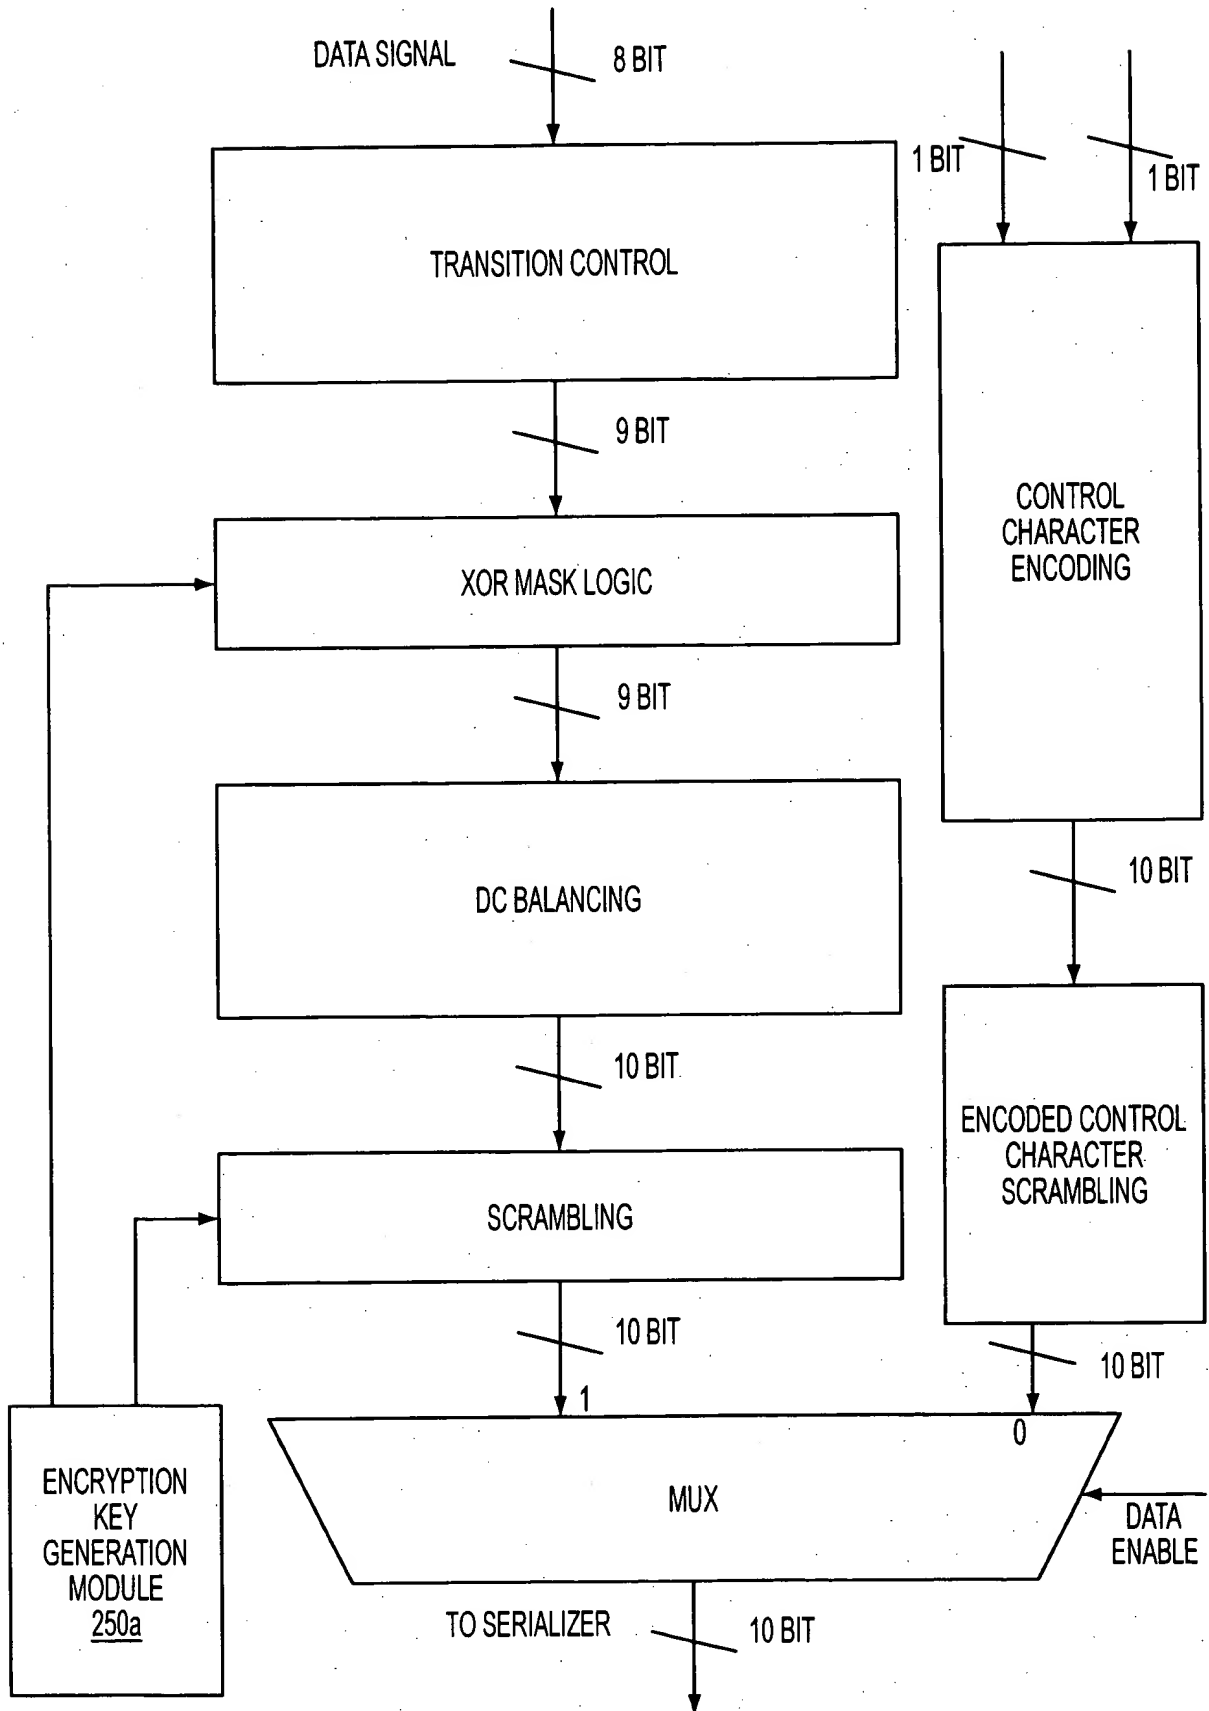 DATA SIGNAL
8 BIT
1 BIT
1 BIT
TRANSITION CONTROL
9 BIT
CONTROL
CHARACTER
ENCODING
XOR MASK LOGIC
9 BIT
DC BALANCING
10 BIT
10 BIT
ENCODED CONTROL
CHARACTER
SCRAMBLING
SCRAMBLING
10 BIT
10 BIT
1
0
ENCRYPTION
KEY
GENERATION
MODULE
250a
MUX
DATA
ENABLE
TO SERIALIZER
10 BIT